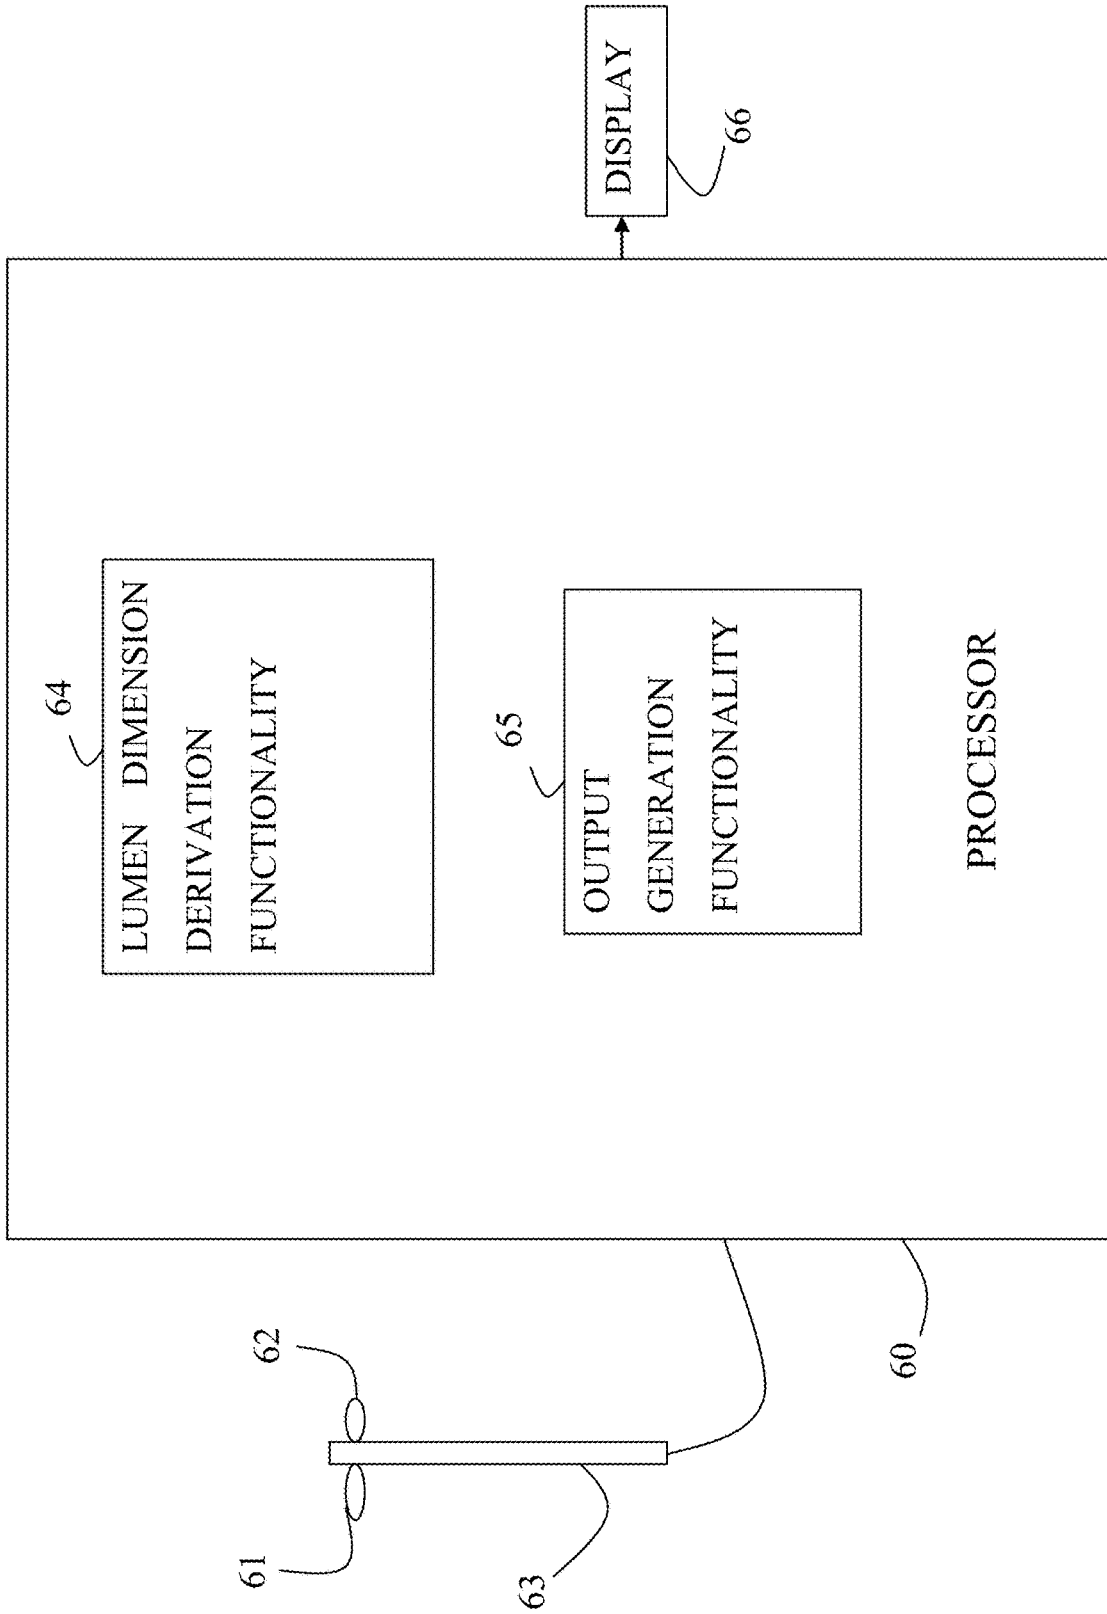 64
LUMEN DIMENSION
DERIVATION
FUNCTIONALITY
62
61
65
OUTPUT
GENERATION
FUNCTIONALITY
63
DISPLAY
66
60
PROCESSOR